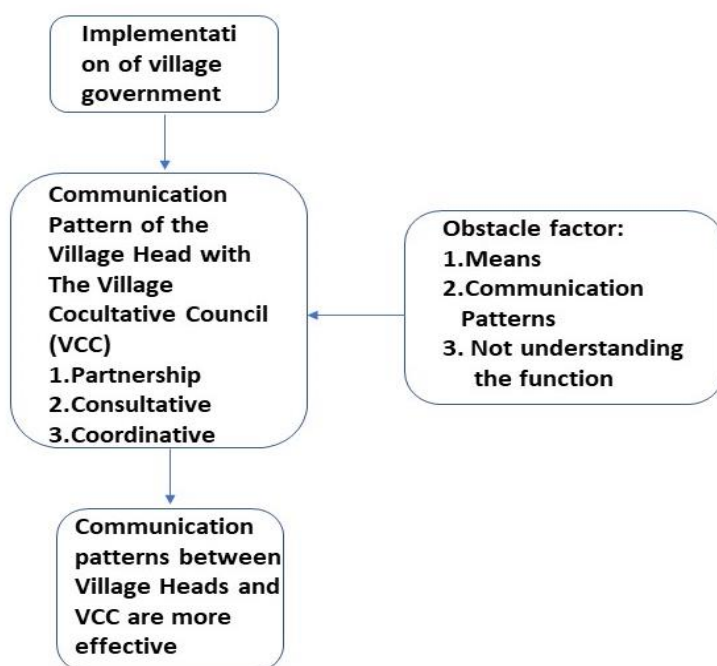 Implementati
on of village
government
Communication
Pattern of the
Village Head with
The Village
Cocultative Council
(VCC)
1.Partnership
2.Consultative
3.Coordinative
Obstacle factor:
1.Means
2.Communication
Patterns
3. Not understanding
the function
Communication
patterns between
Village Heads and
VCC are more
effective